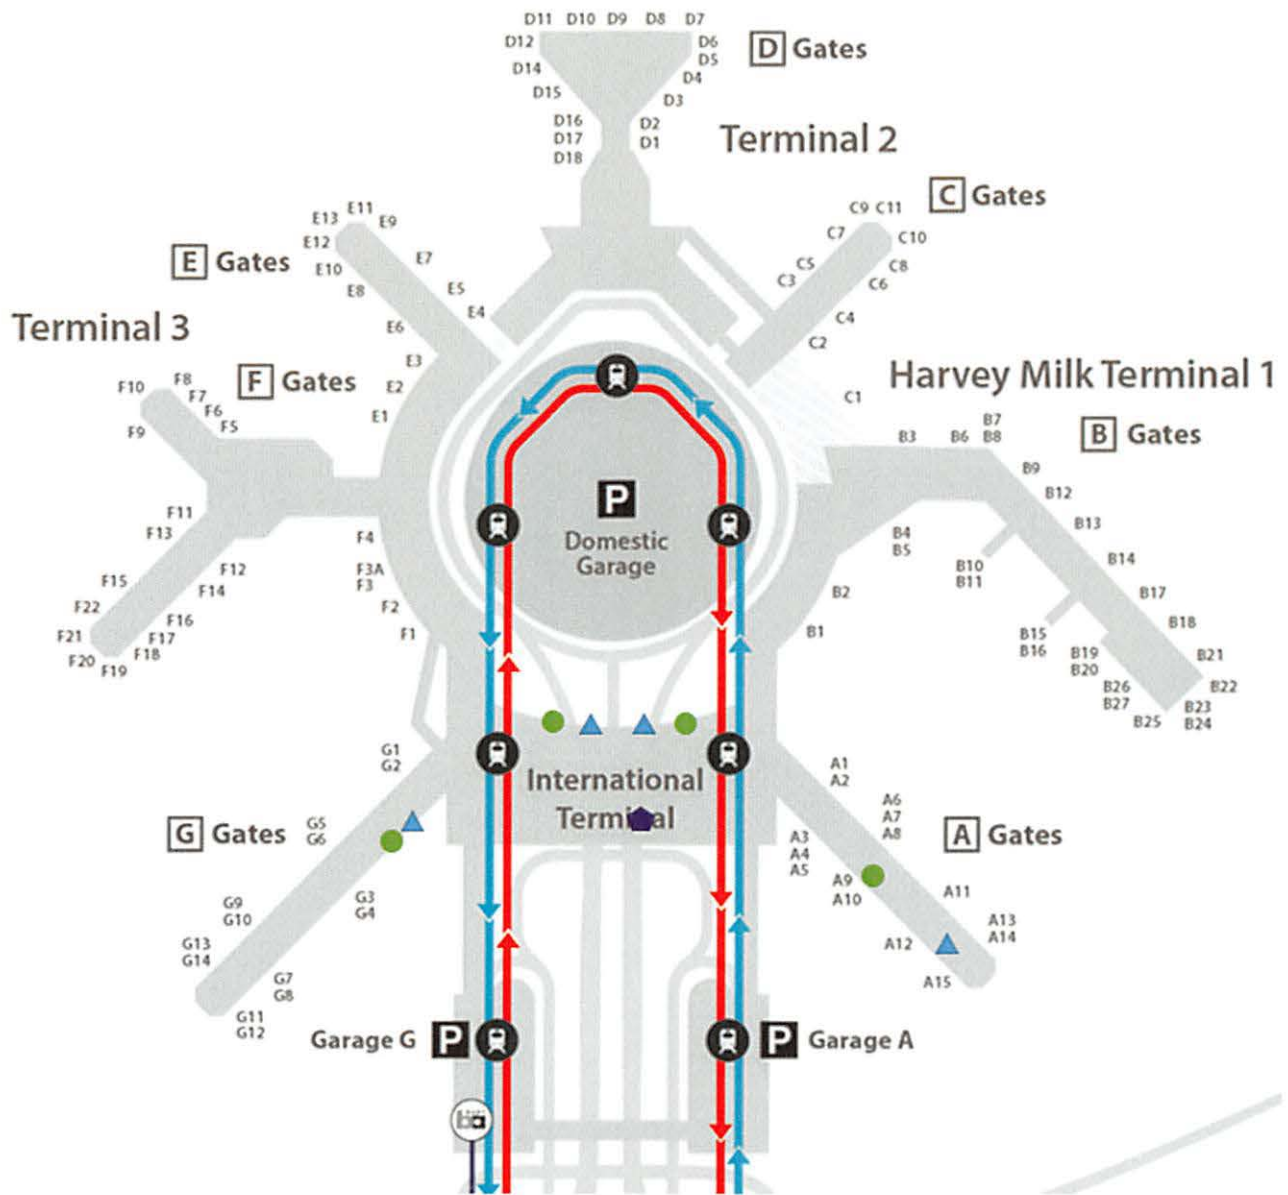 D11 D10 D9 D8 D7
D12
D6
D5
D14
D4
D15
D3
D16
D17
D18
D2
D1
D Gates
Terminal 2
C9 C11
C7
C10
C5
C8
C3
C6
C4
C2
C1
C Gates
E11
E13
E9
E12
E7
E10
E5
E8
E4
E6
E3
E2
E1
E Gates
Terminal 3
F Gates
F8
F10
F7
F6
F5
F9
F11
F13
F12
F14
F15
F16
F22
F17
F21
F18
F20
F19
F4
F3A
F3
F2
F1
Harvey Milk Terminal 1
B Gates
B7
B8
B3
B6
B9
B12
B13
B4
B5
B10
B11
B14
B17
B2
B18
B1
B15
B16
B19
B20
B21
B22
B26
B27
B23
B24
B25
P
Domestic
Garage
International
Terminal
G1
G2
G Gates
G5
G6
G3
G4
G9
G10
G13
G14
G7
G8
G11
G12
A1
A2
A6
A7
A8
A Gates
A3
A4
A5
A9
A10
A11
A13
A14
A12
A15
Garage G P
P Garage A
ba